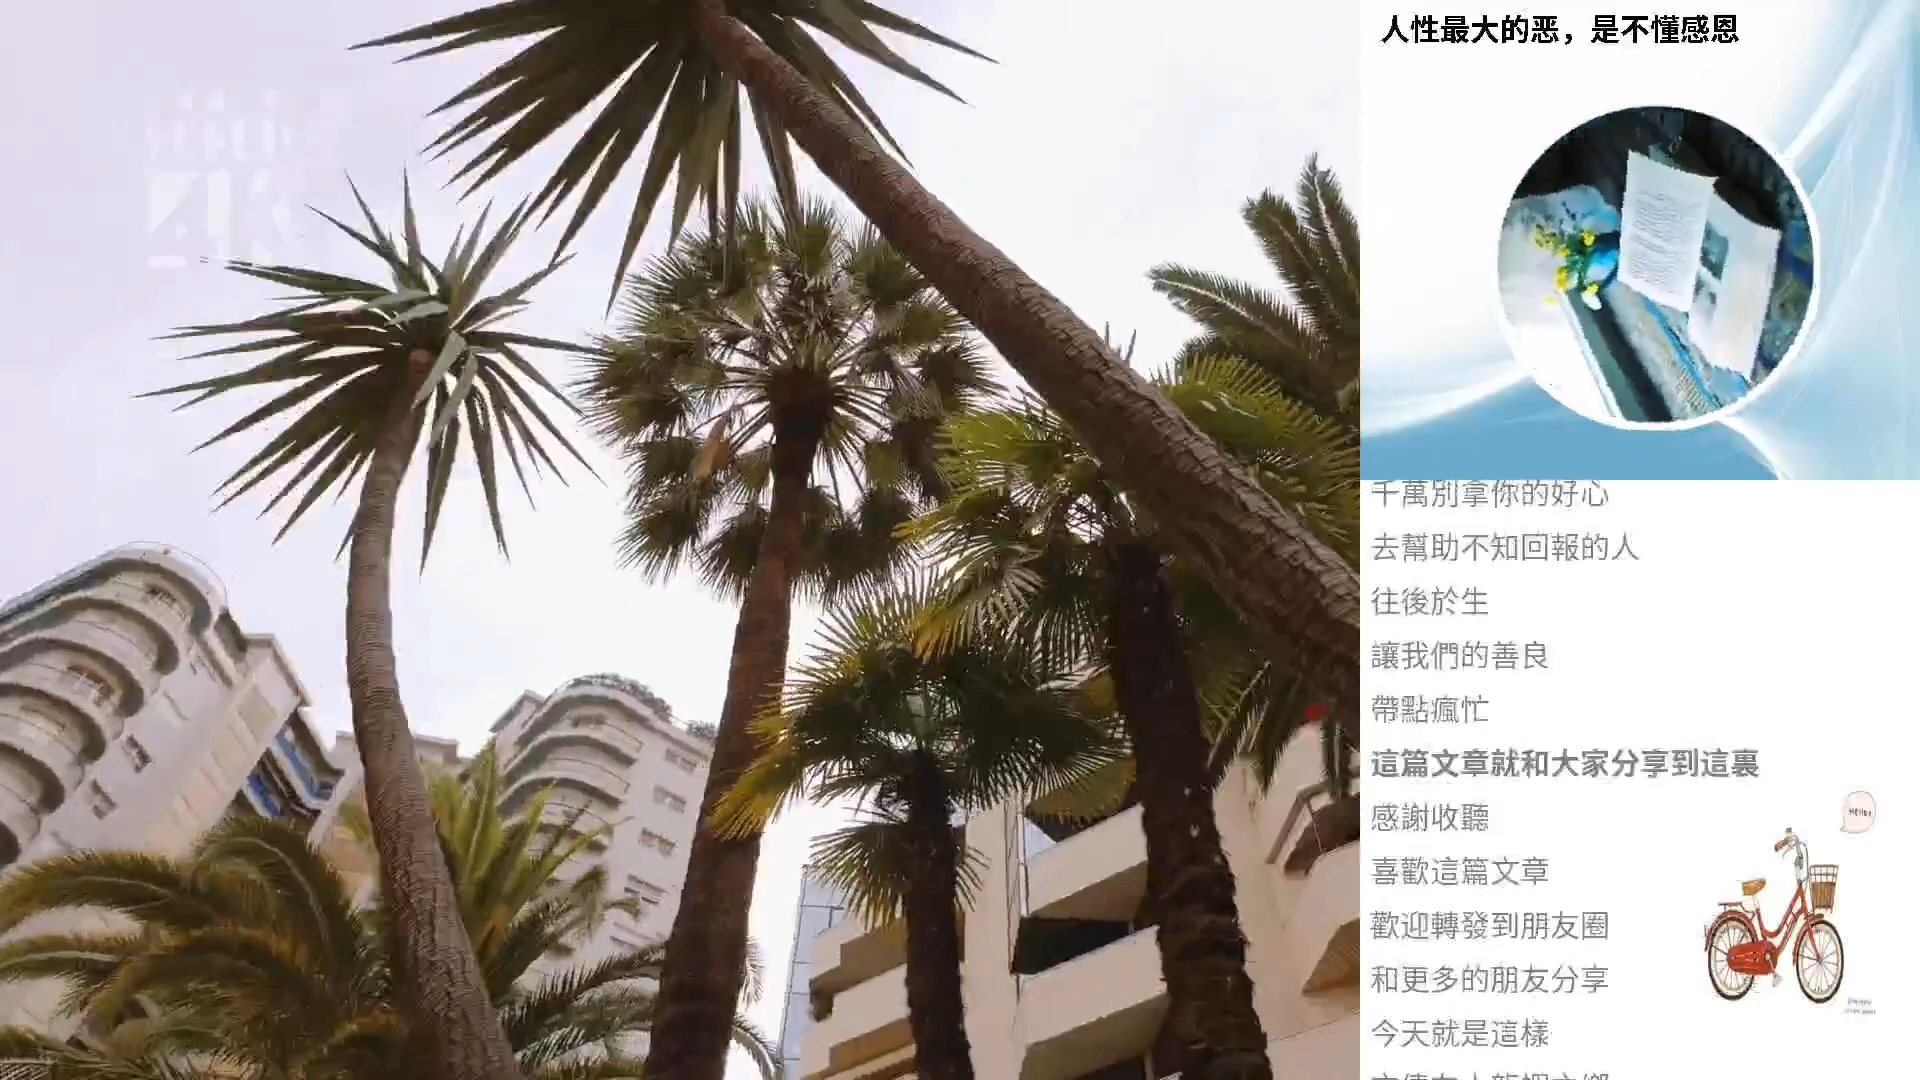 人性最大的恶，是不懂感恩
千萬別拿你的好心
去幫助不知回報的人
往後於生
讓我們的善良
帶點瘋忙
這篇文章就和大家分享到這裏
感謝收聽
喜歡這篇文章
歡迎轉發到朋友圈
和更多的朋友分享
今天就是這樣
Hello!